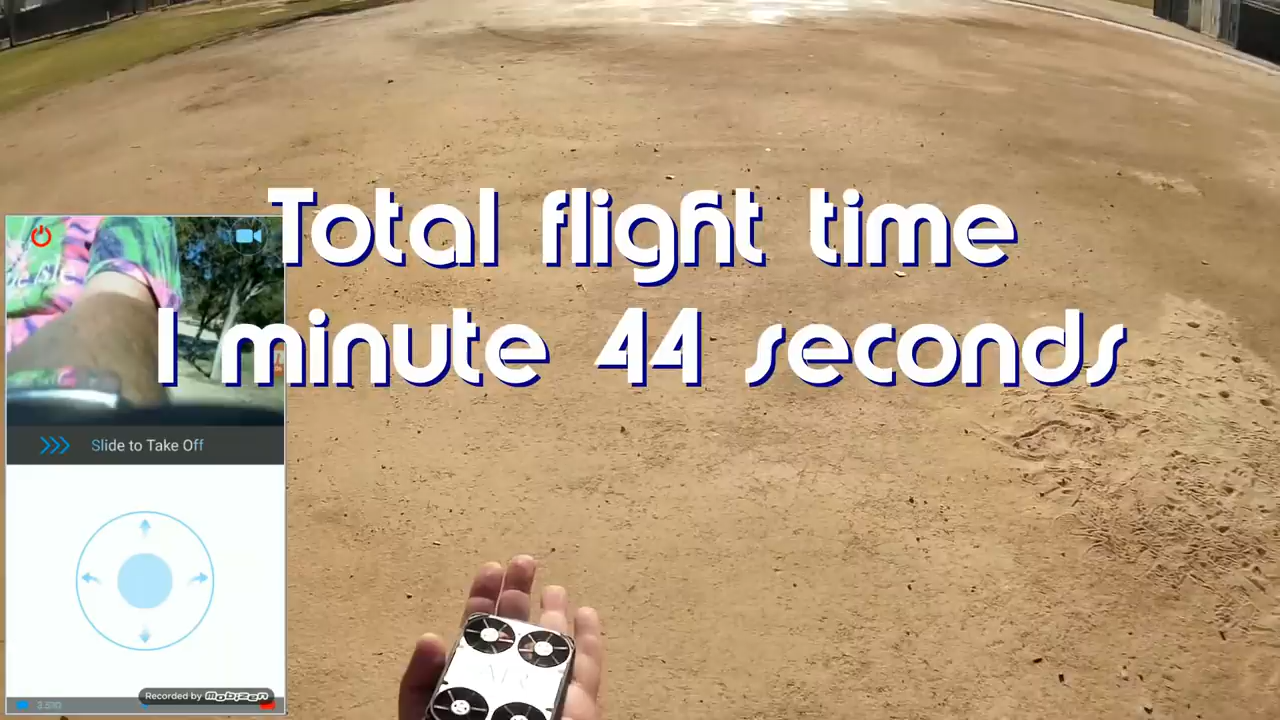 Total flight time
1 minute 44 seconds
Slide to Take Off
Recorded by MobiZen